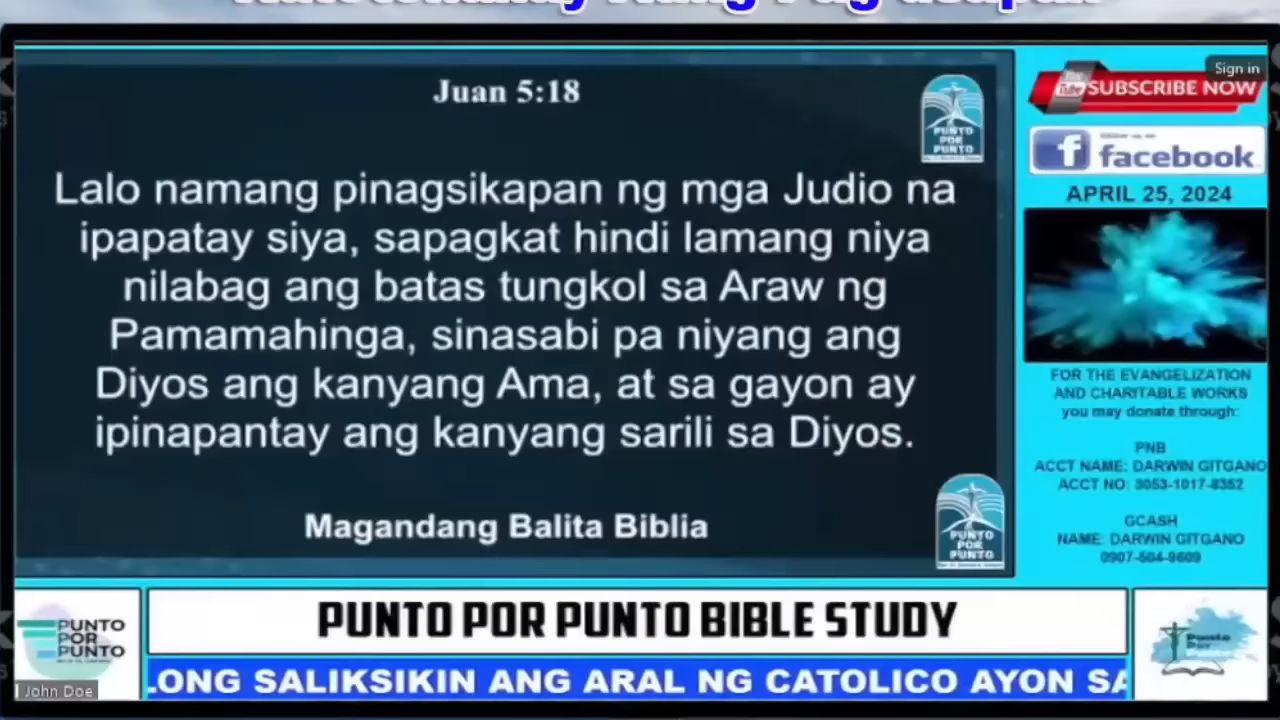 Juan 5:18
Lalo namang pinagsikapan ng mga Judio na
ipapatay siya, sapagkat hindi lamang niya
nilabag ang batas tungkol sa Araw ng
Pamamahinga, sinasabi pa niyang ang
Diyos ang kanyang Ama, at sa gayon ay
ipinapantay ang kanyang sarili sa Diyos.
Magandang Balita Biblia
PUNTO
POR
PUNTO
PUNTO
POR
PUNTO
Sign in
SUBSCRIBE NOW
facebook
APRIL 25, 2024
FOR THE EVANGELIZATION
AND CHARITABLE WORKS
you may donate through:
PNB
ACCT NAME: DARWIN GITGANO
ACCT NO: 3053-1017-8352
GCASH
NAME: DARWIN GITGANO
0907-504-9609
PUNTO
POR
PUNTO
John Doe
PUNTO POR PUNTO BIBLE STUDY
LONG SALIKSIKIN ANG ARAL NG CATOLICO AYON SA
Punto
Por